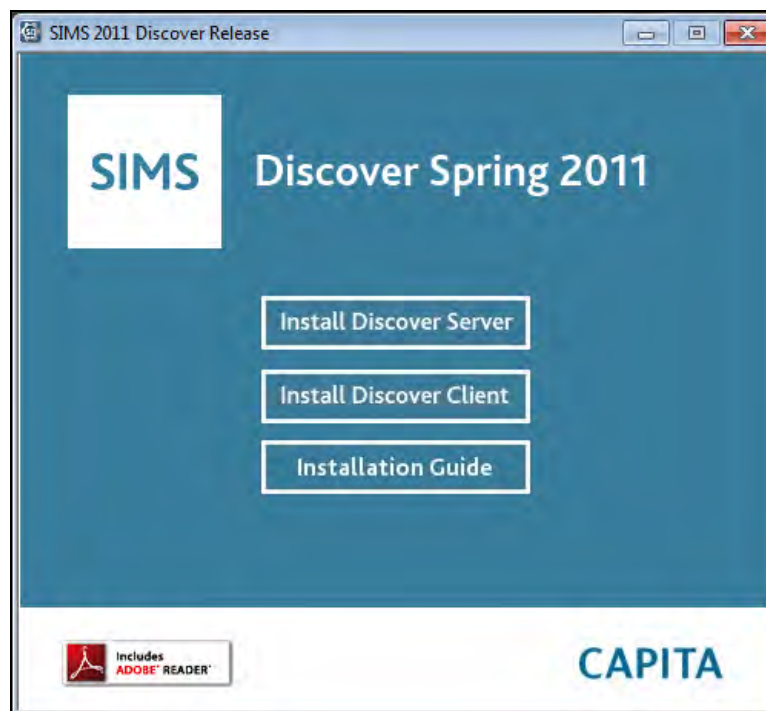 SIMS 2011 Discover Release
SIMS
Discover Spring 2011
Install Discover Server
Install Discover Client
Installation Guide
Includes
ADOBE® READER®
CAPITA